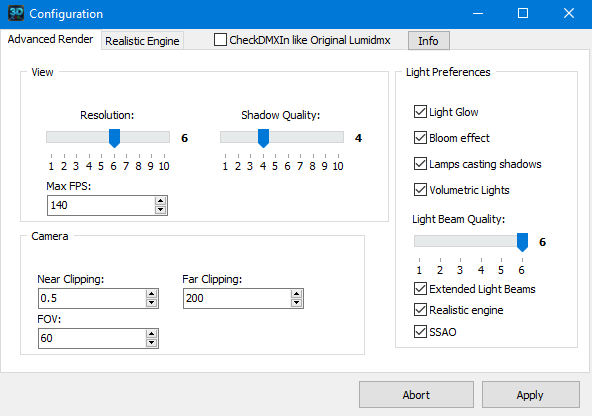 3D Configuration
Advanced Render Realistic Engine CheckDMXIn like Original Lumidmx Info
View
Resolution: Shadow Quality:
6 4
1 2 3 4 5 6 7 8 9 10 1 2 3 4 5 6 7 8 9 10
Max FPS:
140
Camera
Near Clipping: Far Clipping:
0.5 200
FOV:
60
Light Preferences
Light Glow
Bloom effect
Lamps casting shadows
Volumetric Lights
Light Beam Quality:
6
1 2 3 4 5 6
Extended Light Beams
Realistic engine
SSAO
Abort Apply